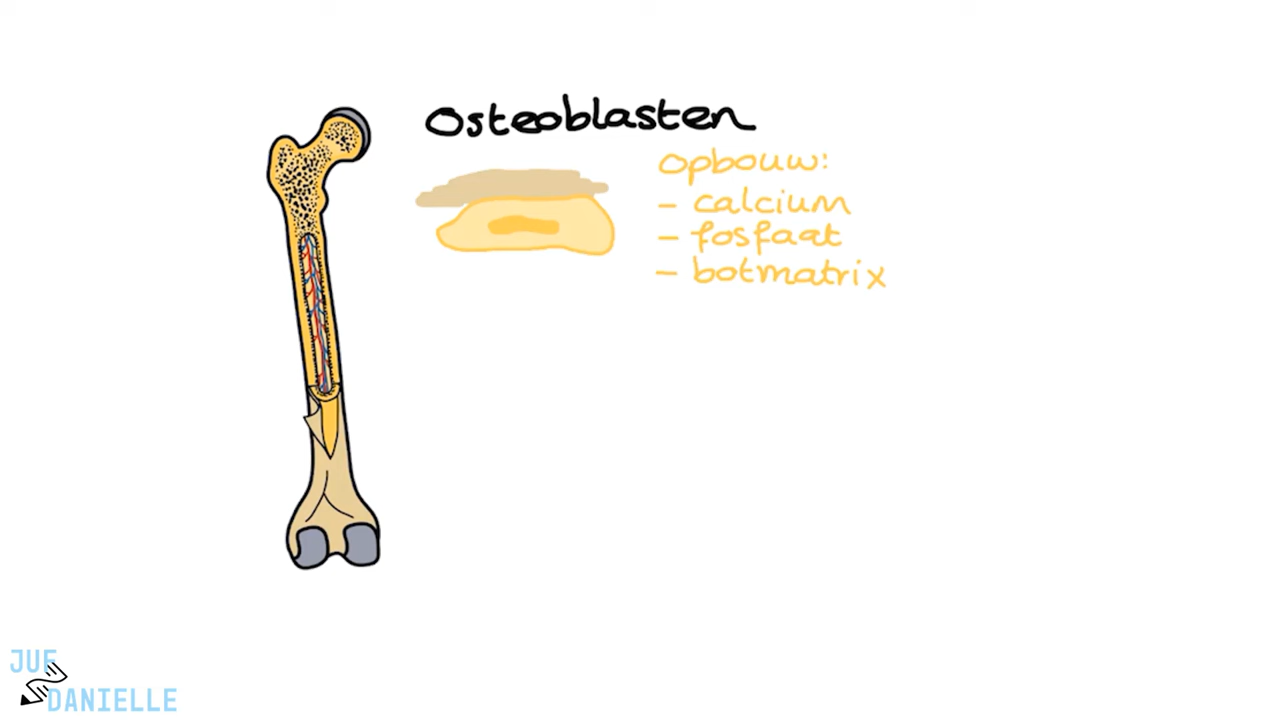 Osteoblasten
Opbouw:
- calcium
- fosfaat
- botmatrix
JUF
DANIELLE